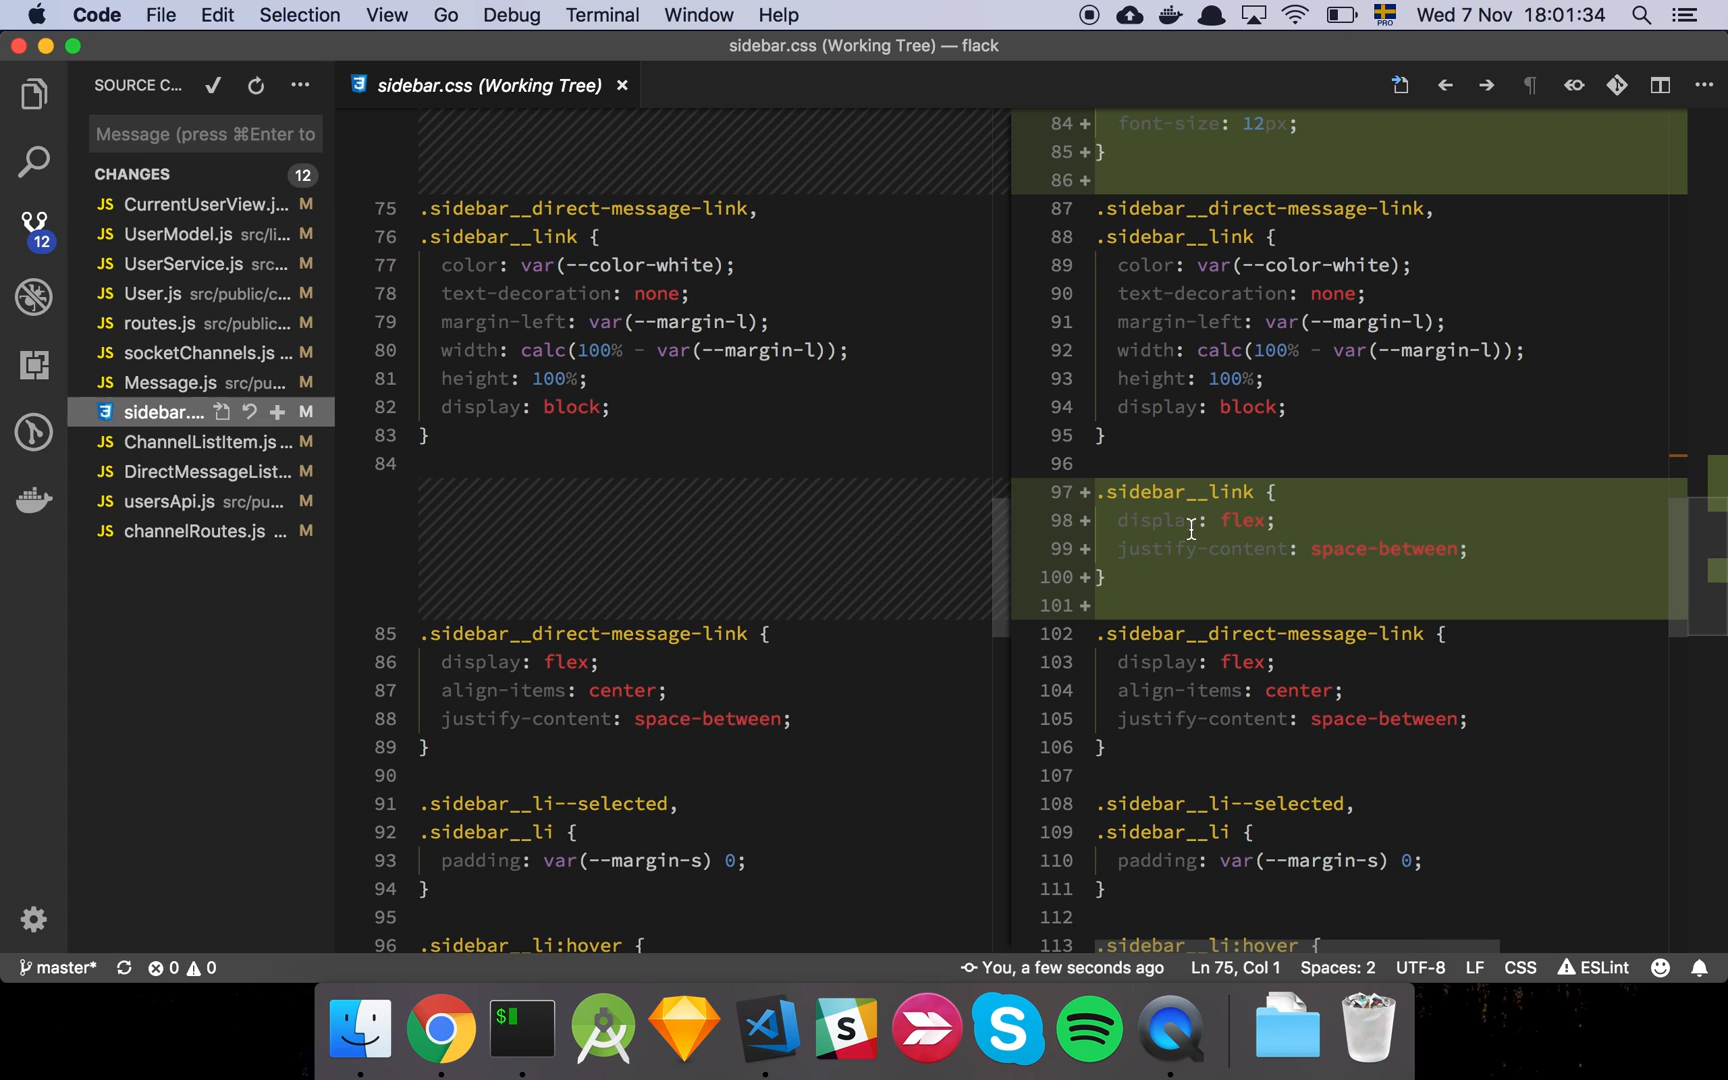 Code File Edit Selection View Go Debug Terminal Window Help PRO Wed 7 Nov 18:01:34
sidebar.css (Working Tree) — flack
SOURCE C...
sidebar.css (Working Tree)
Message (press ⌘Enter to
CHANGES 12
JS CurrentUserView.j... M
JS UserModel.js src/li... M
12
JS UserService.js src... M
JS User.js src/public/c... M
JS routes.js src/public... M
JS socketChannels.js ... M
JS Message.js src/pu... M
sidebar.... M
JS ChannelListItem.js ... M
JS DirectMessageList... M
JS usersApi.js src/pu... M
JS channelRoutes.js ... M
75 .sidebar__direct-message-link,
76 .sidebar__link {
77 color: var(--color-white);
78 text-decoration: none;
79 margin-left: var(--margin-l);
80 width: calc(100% - var(--margin-l));
81 height: 100%;
82 display: block;
83 }
84
85 .sidebar__direct-message-link {
86 display: flex;
87 align-items: center;
88 justify-content: space-between;
89 }
90
91 .sidebar__li--selected,
92 .sidebar__li {
93 padding: var(--margin-s) 0;
94 }
95
96 .sidebar__li:hover {
84 + font-size: 12px;
85 + }
86 +
87 .sidebar__direct-message-link,
88 .sidebar__link {
89 color: var(--color-white);
90 text-decoration: none;
91 margin-left: var(--margin-l);
92 width: calc(100% - var(--margin-l));
93 height: 100%;
94 display: block;
95 }
96
97 + .sidebar__link {
98 + display: flex;
99 + justify-content: space-between;
100 + }
101 +
102 .sidebar__direct-message-link {
103 display: flex;
104 align-items: center;
105 justify-content: space-between;
106 }
107
108 .sidebar__li--selected,
109 .sidebar__li {
110 padding: var(--margin-s) 0;
111 }
112
113 .sidebar__li:hover {
master* 0 0 You, a few seconds ago Ln 75, Col 1 Spaces: 2 UTF-8 LF CSS ESLint
$
S
S